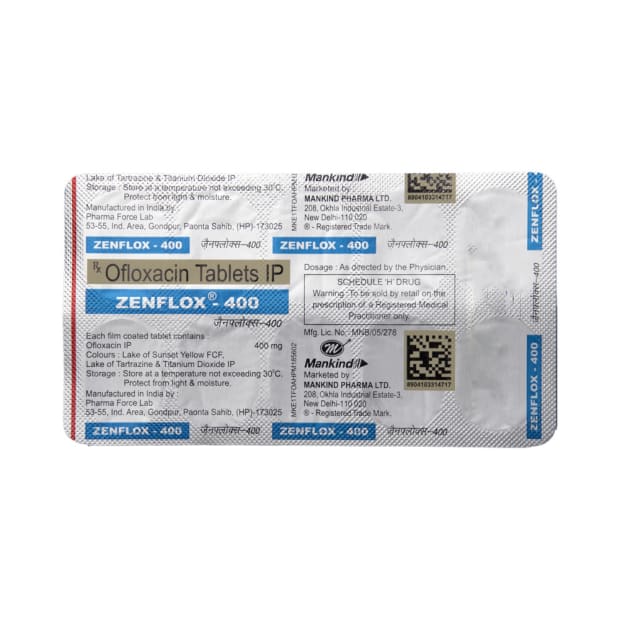 Lake of Tartrazine & Titanium Dioxide IP
Storage : Store at a temperature not exceeding 30°C.
Protect from light & moisture.
Manufactured in India by :
Pharma Force Lab
53-55, Ind. Area, Gondpur, Paonta Sahib, (HP)-173025
Mankind
Marketed by :
MANKIND PHARMA LTD.
208, Okhla Industrial Estate-3,
New Delhi-110 020
® - Registered Trade Mark.
8904103314717
ZENFLOX - 400 जैनफ्लोक्स-400 ZENFLOX - 400 जैनफ्लोक्स-400
Rx Ofloxacin Tablets IP
ZENFLOX® - 400
जैनफ्लोक्स-400
Each film coated tablet contains :
Ofloxacin IP 400 mg
Colours : Lake of Sunset Yellow FCF,
Lake of Tartrazine & Titanium Dioxide IP
Storage : Store at a temperature not exceeding 30°C.
Protect from light & moisture.
Manufactured in India by :
Pharma Force Lab
53-55, Ind. Area, Gondpur, Paonta Sahib, (HP)-173025
Dosage : As directed by the Physician.
SCHEDULE 'H' DRUG
Warning : To be sold by retail on the
prescription of a Registered Medical
Practitioner only.
Mfg. Lic. No.: MNB/05/278
Mankind
Marketed by :
MANKIND PHARMA LTD.
208, Okhla Industrial Estate-3,
New Delhi-110 020
® - Registered Trade Mark.
8904103314717
ZENFLOX - 400 जैनफ्लोक्स-400 ZENFLOX - 400 जैनफ्लोक्स-400
ZENFLOX - 400
जैनफ्लोक्स-400
ZENFLOX - 400